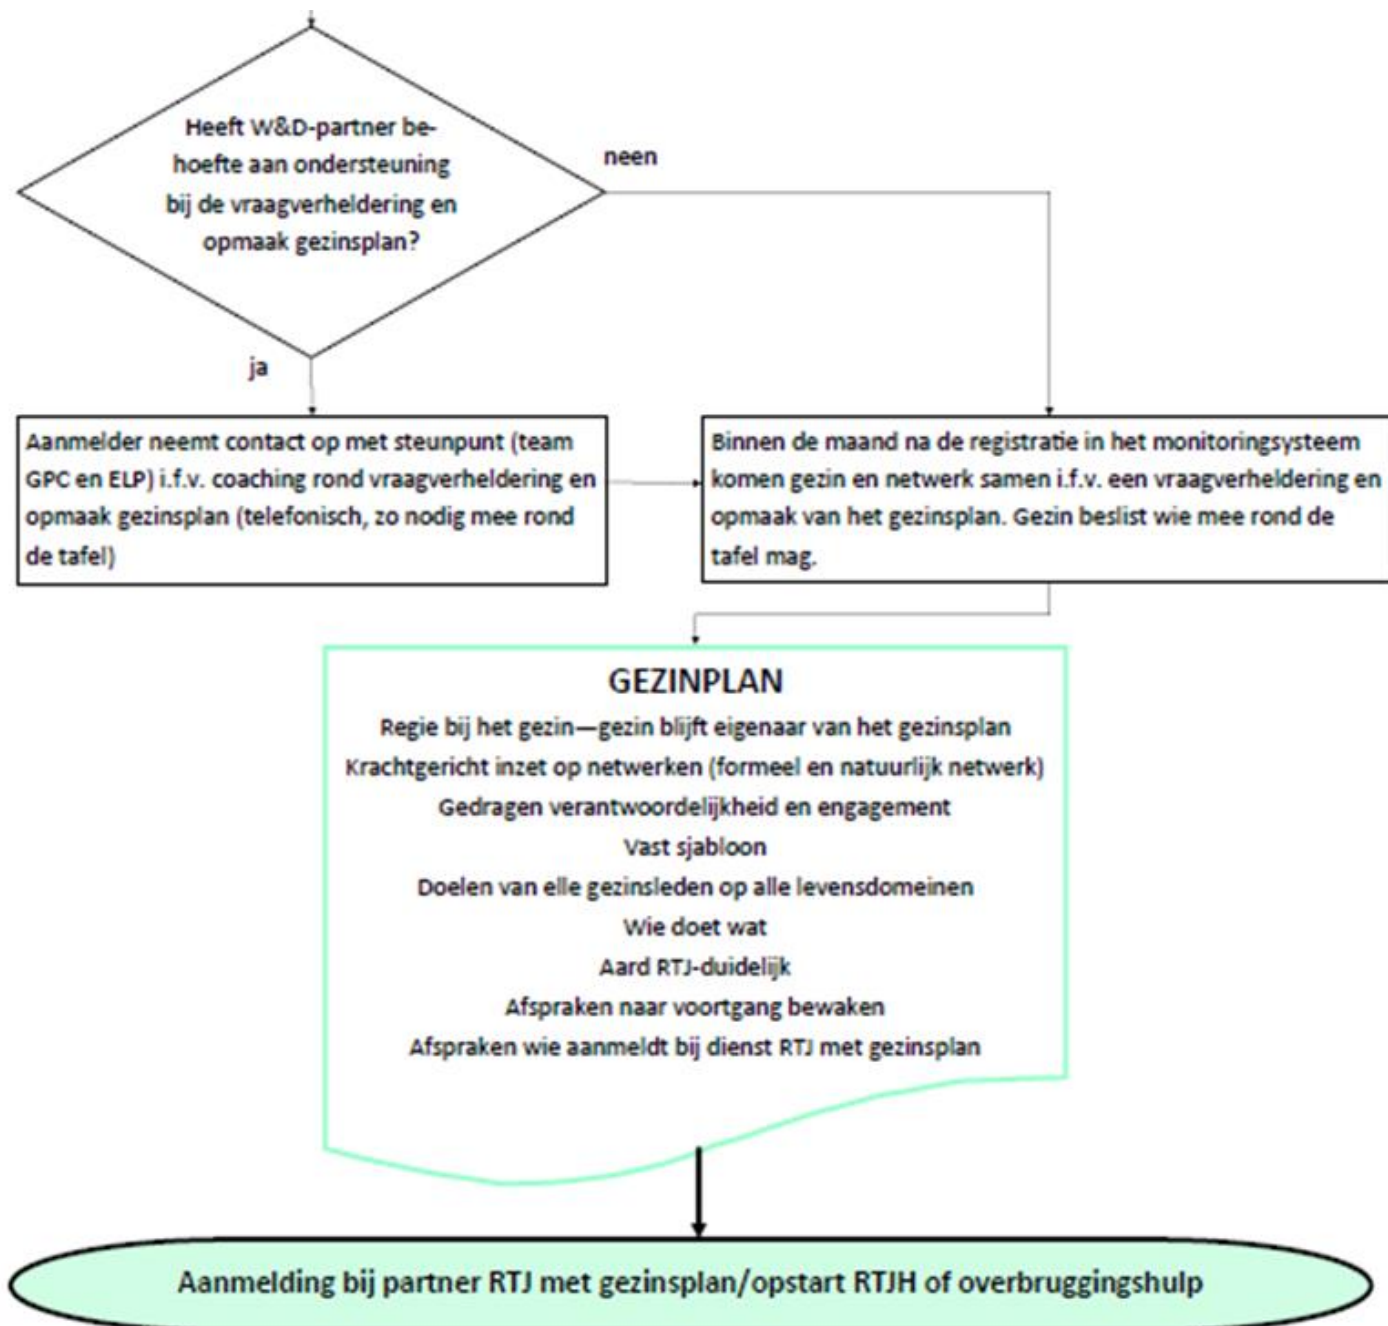 Heeft W&D-partner be-
hoefte aan ondersteuning
bij de vraagverheldering en
opmaak gezinsplan?
neen
ja
Aanmelder neemt contact op met steunpunt (team
GPC en ELP) i.f.v. coaching rond vraagverheldering en
opmaak gezinsplan (telefonisch, zo nodig mee rond
de tafel)
Binnen de maand na de registratie in het monitoringsysteem
komen gezin en netwerk samen i.f.v. een vraagverheldering en
opmaak van het gezinsplan. Gezin beslist wie mee rond de
tafel mag.
GEZINPLAN
Regie bij het gezin—gezin blijft eigenaar van het gezinsplan
Krachtgericht inzet op netwerken (formeel en natuurlijk netwerk)
Gedragen verantwoordelijkheid en engagement
Vast sjabloon
Doelen van elle gezinsleden op alle levensdomeinen
Wie doet wat
Aard RTJ-duidelijk
Afspraken naar voortgang bewaken
Afspraken wie aanmeldt bij dienst RTJ met gezinsplan
Aanmelding bij partner RTJ met gezinsplan/opstart RTJH of overbruggingshulp